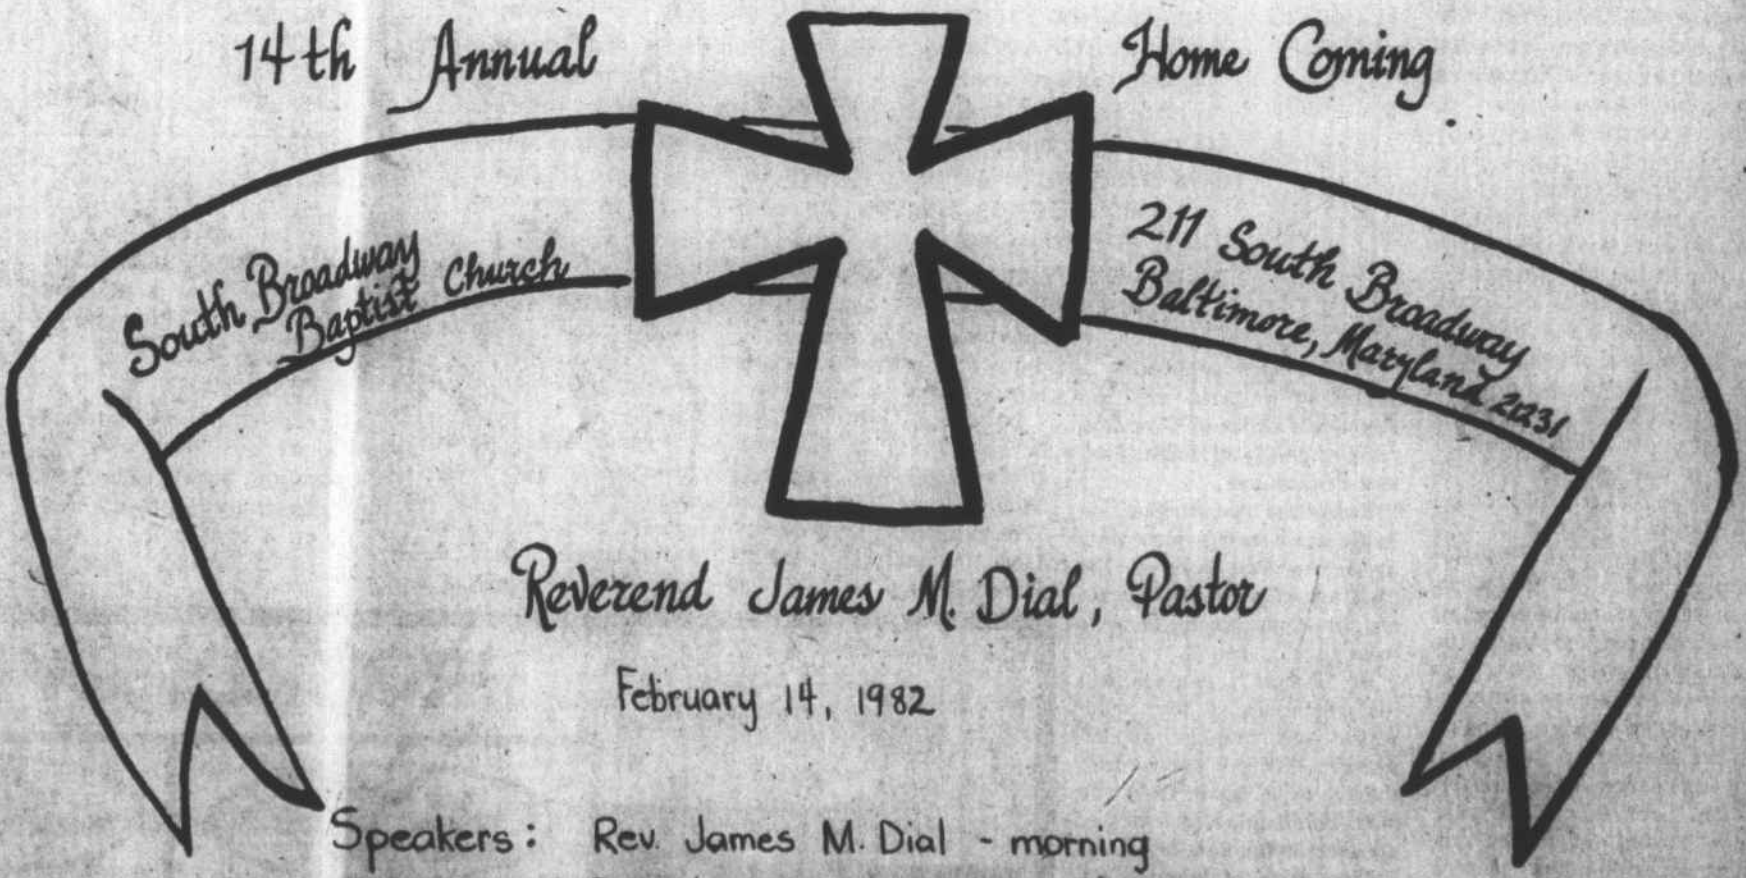 14th Annual Home Coming
South Broadway
Baptist Church
211 South Broadway
Baltimore, Maryland 21231
Reverend James M. Dial, Pastor
February 14, 1982
Speakers: Rev. James M. Dial - morning